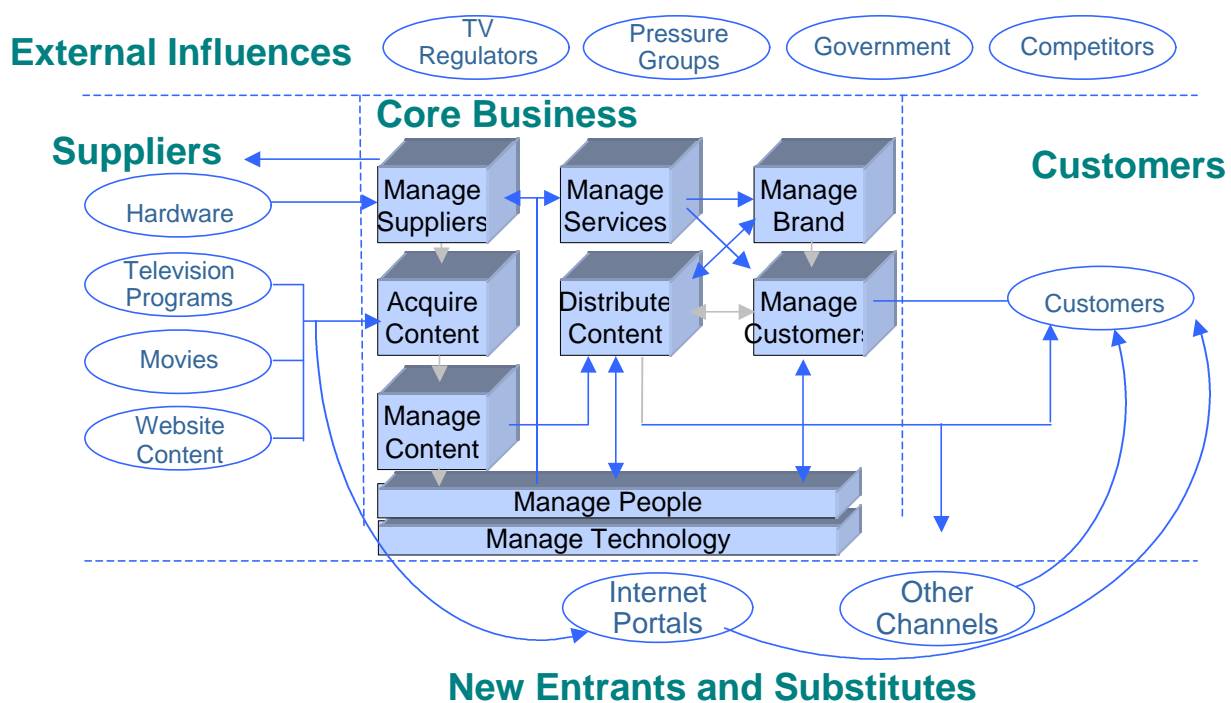 External Influences
TV
Regulators
Pressure
Groups
Government
Competitors
Core Business
Suppliers
Customers
Hardware
Television
Programs
Movies
Website
Content
Manage
Suppliers
Manage
Services
Manage
Brand
Acquire
Content
Distribute
Content
Manage
Customers
Manage
Content
Manage People
Manage Technology
Customers
Internet
Portals
Other
Channels
New Entrants and Substitutes